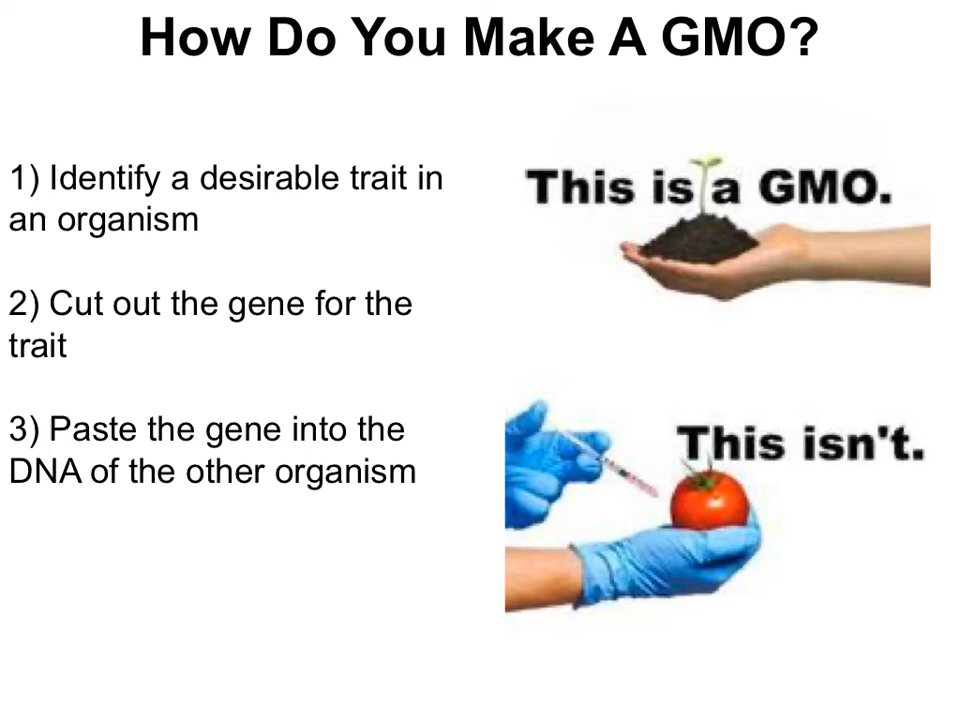 How Do You Make A GMO?
1) Identify a desirable trait in
an organism
2) Cut out the gene for the
trait
3) Paste the gene into the
DNA of the other organism
This is a GMO.
This isn't.